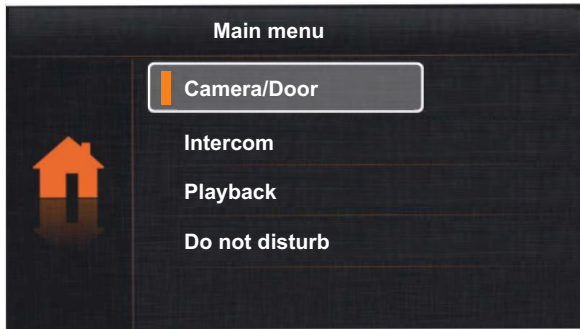 Main menu
Camera/Door
Intercom
Playback
Do not disturb